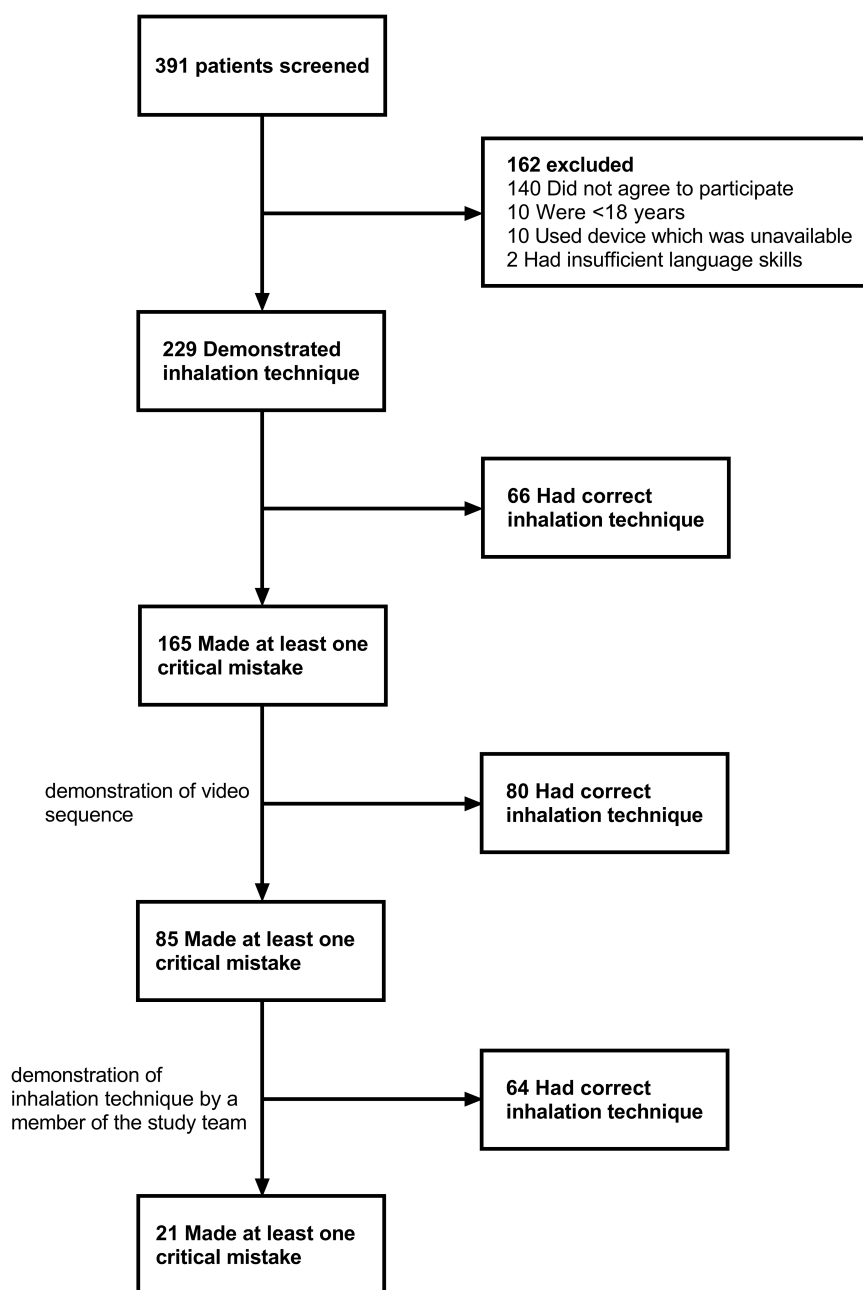 391 patients screened
162 excluded
140 Did not agree to participate
10 Were <18 years
10 Used device which was unavailable
2 Had insufficient language skills
229 Demonstrated
inhalation technique
66 Had correct
inhalation technique
165 Made at least one
critical mistake
demonstration of video
sequence
80 Had correct
inhalation technique
85 Made at least one
critical mistake
demonstration of
inhalation technique by a
member of the study team
64 Had correct
inhalation technique
21 Made at least one
critical mistake